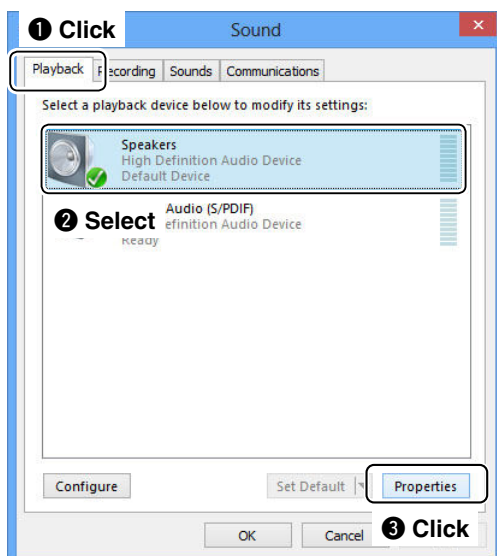 ❶ Click
Sound
Playback Recording Sounds Communications
Select a playback device below to modify its settings:
Speakers
High Definition Audio Device
Default Device
❷ Select
Audio (S/PDIF)
efinition Audio Device
Ready
Configure
Set Default
Properties
OK
Cancel
❸ Click